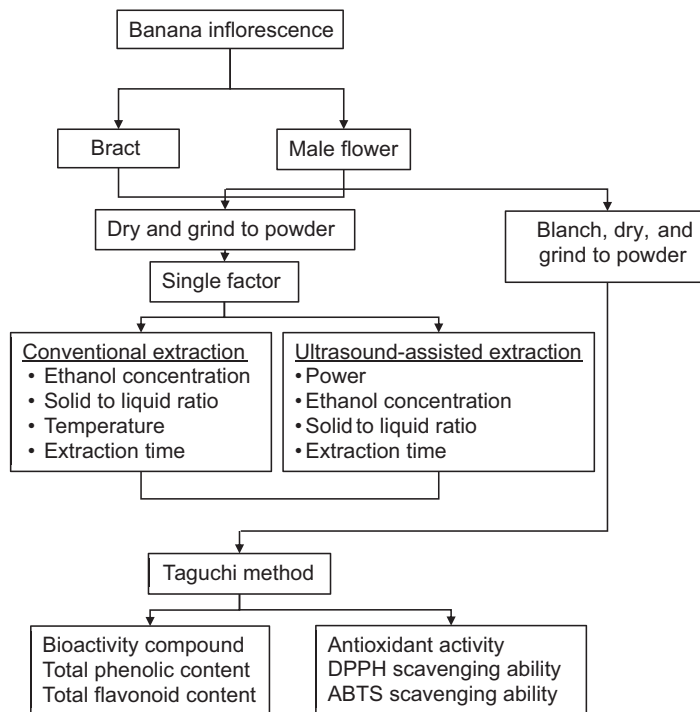 Banana inflorescence
Bract
Male flower
Dry and grind to powder
Blanch, dry, and
grind to powder
Single factor
Conventional extraction
• Ethanol concentration
• Solid to liquid ratio
• Temperature
• Extraction time
Ultrasound-assisted extraction
• Power
• Ethanol concentration
• Solid to liquid ratio
• Extraction time
Taguchi method
Bioactivity compound
Total phenolic content
Total flavonoid content
Antioxidant activity
DPPH scavenging ability
ABTS scavenging ability